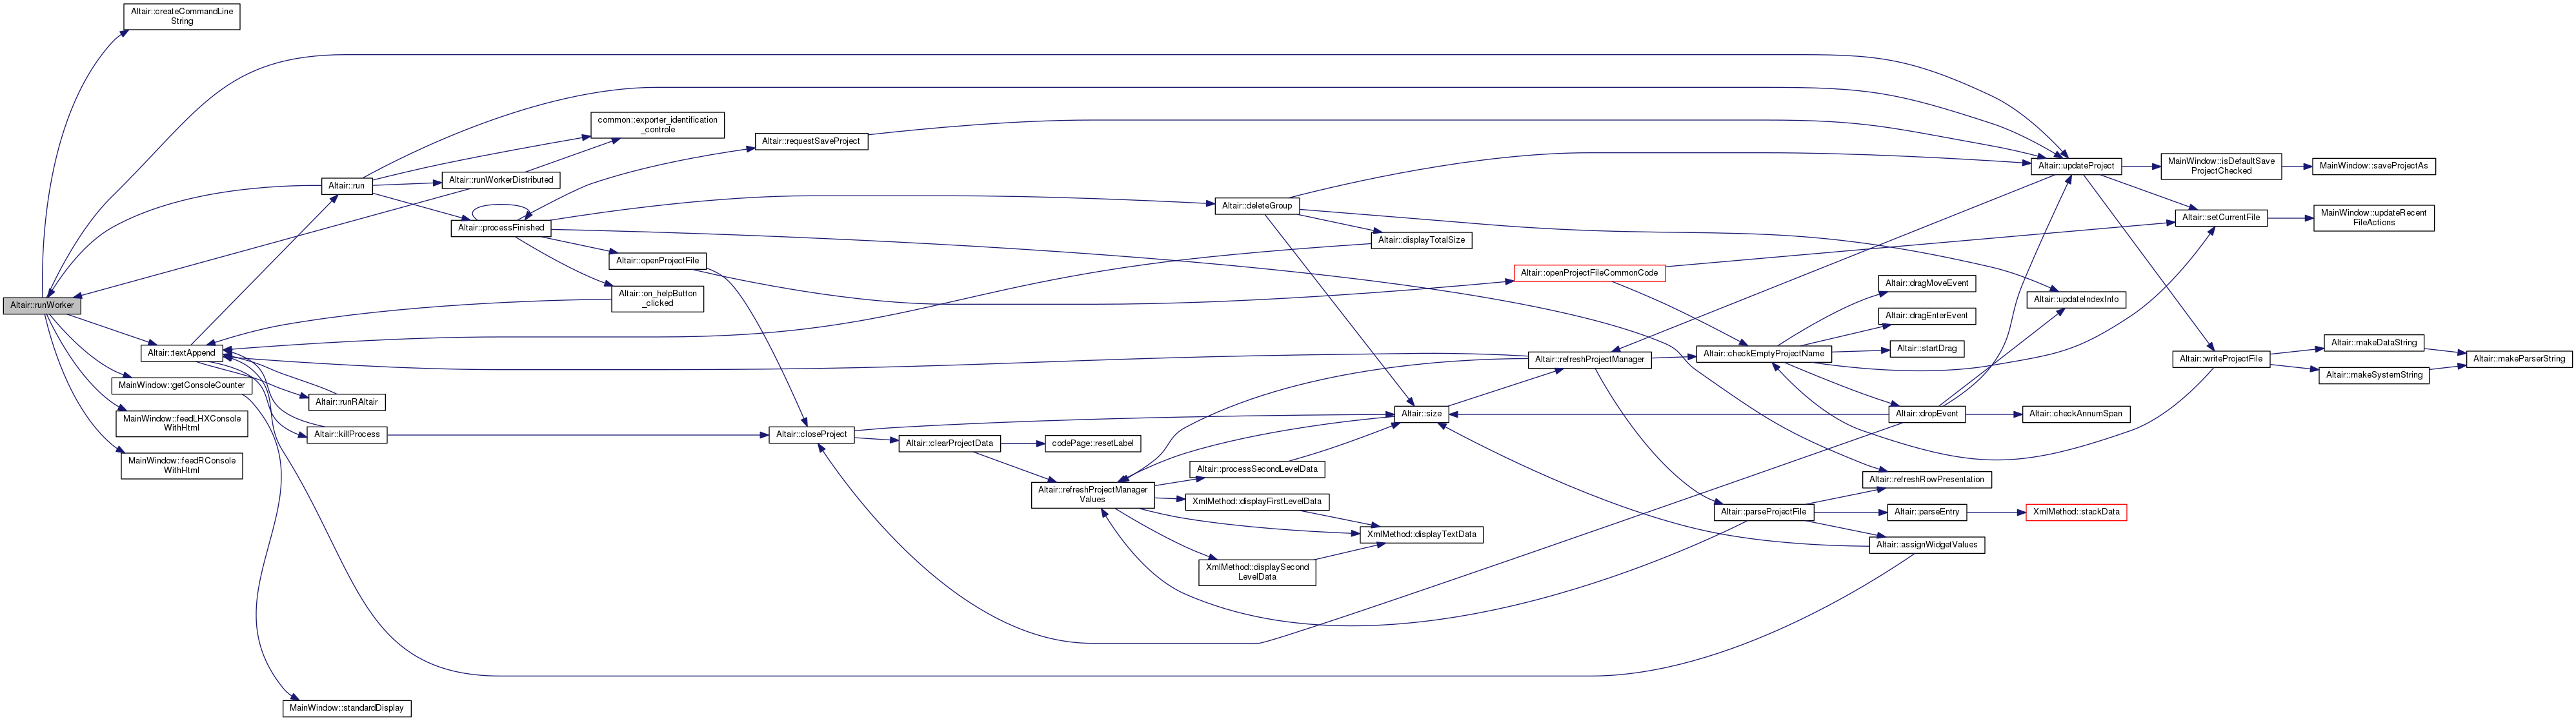 Altair::createCommandLine
String
common::exporter_identification
_controle
Altair::requestSaveProject
Altair::updateProject
MainWindow::isDefaultSave
ProjectChecked
MainWindow::saveProjectAs
Altair::run
Altair::runWorkerDistributed
Altair::deleteGroup
Altair::setCurrentFile
MainWindow::updateRecent
FileActions
Altair::processFinished
Altair::displayTotalSize
Altair::openProjectFile
Altair::openProjectFileCommonCode
Altair::dragMoveEvent
Altair::updateIndexInfo
Altair::on_helpButton
_clicked
Altair::runWorker
Altair::dragEnterEvent
Altair::textAppend
Altair::refreshProjectManager
Altair::checkEmptyProjectName
Altair::startDrag
Altair::writeProjectFile
Altair::makeDataString
Altair::makeParserString
Altair::makeSystemString
MainWindow::getConsoleCounter
Altair::runRAltair
MainWindow::feedLHXConsole
WithHtml
Altair::killProcess
Altair::closeProject
Altair::clearProjectData
codePage::resetLabel
Altair::size
Altair::dropEvent
Altair::checkAnnumSpan
MainWindow::feedRConsole
WithHtml
Altair::refreshProjectManager
Values
Altair::processSecondLevelData
XmlMethod::displayFirstLevelData
Altair::refreshRowPresentation
Altair::parseProjectFile
Altair::parseEntry
XmlMethod::stackData
XmlMethod::displayTextData
Altair::assignWidgetValues
XmlMethod::displaySecond
LevelData
MainWindow::standardDisplay